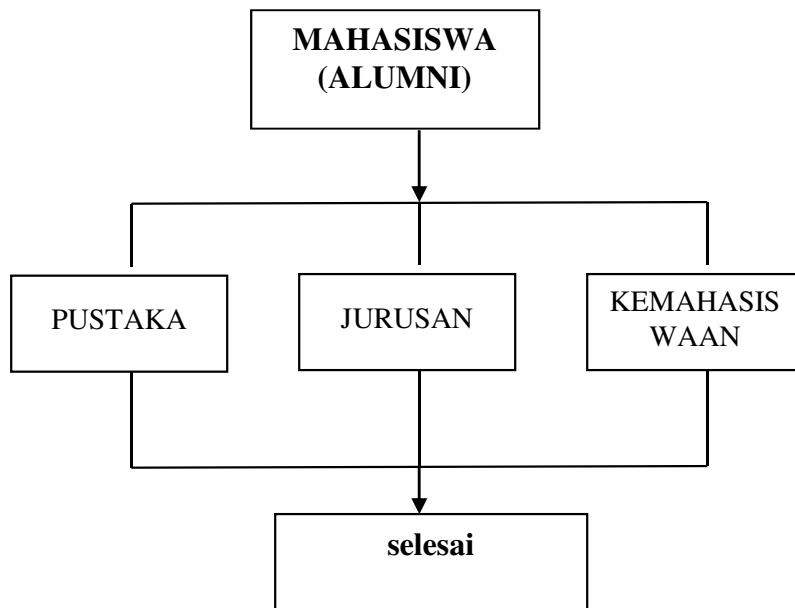 MAHASISWA
(ALUMNI)
PUSTAKA
JURUSAN
KEMAHASIS
WAAN
selesai